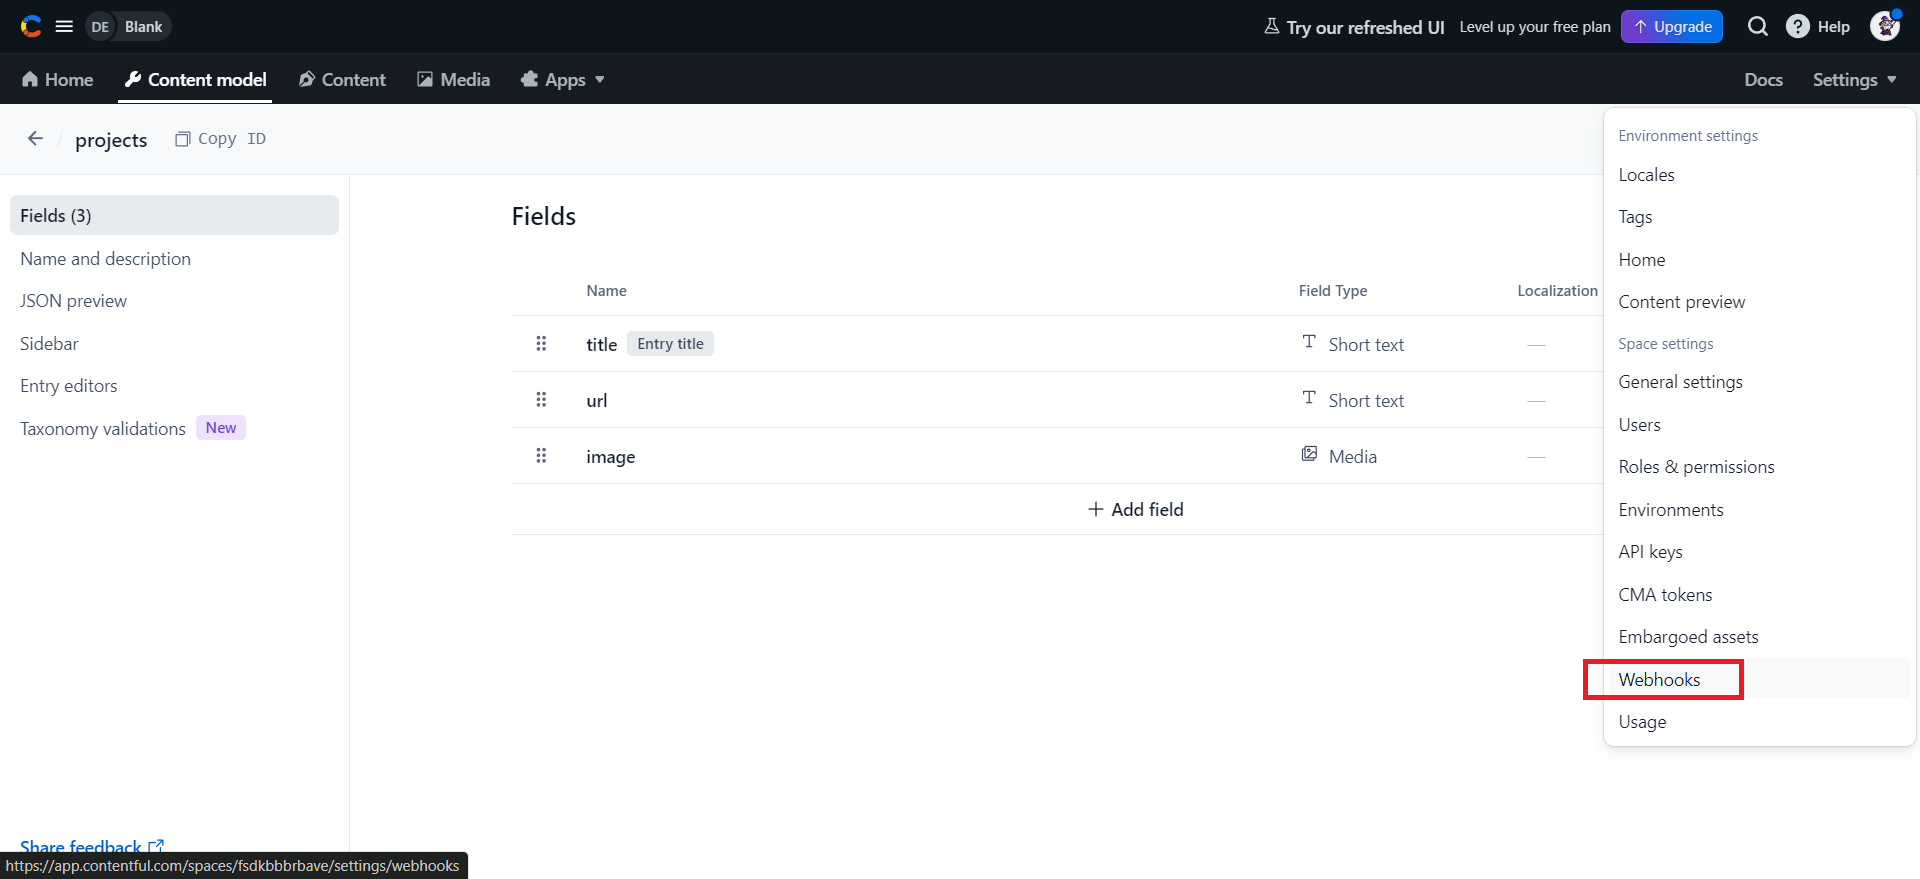 DE Blank
Try our refreshed UI Level up your free plan Upgrade Help
Home Content model Content Media Apps Docs Settings
projects Copy ID
Fields (3)
Name and description
JSON preview
Sidebar
Entry editors
Taxonomy validations New
Share feedback
https://app.contentful.com/spaces/fsdkbbbrbave/settings/webhooks
Fields
Name Field Type Localization
title Entry title Short text —
url Short text —
image Media —
+ Add field
Environment settings
Locales
Tags
Home
Content preview
Space settings
General settings
Users
Roles & permissions
Environments
API keys
CMA tokens
Embargoed assets
Webhooks
Usage